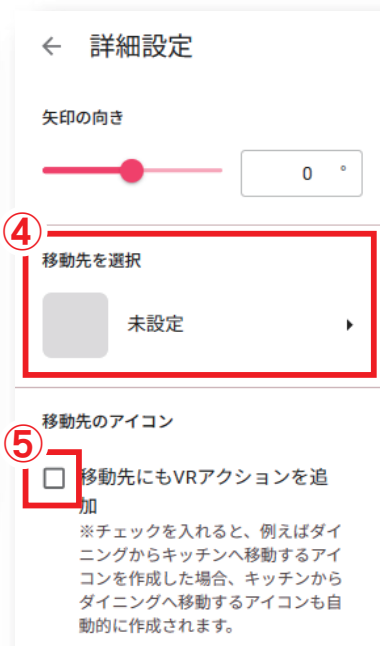 ← 詳細設定
矢印の向き
0 °
④
移動先を選択
未設定
移動先のアイコン
⑤
移動先にもVRアクションを追
加
※チェックを入れると、例えばダイ
ニングからキッチンへ移動するアイ
コンを作成した場合、キッチンから
ダイニングへ移動するアイコンも自
動的に作成されます。